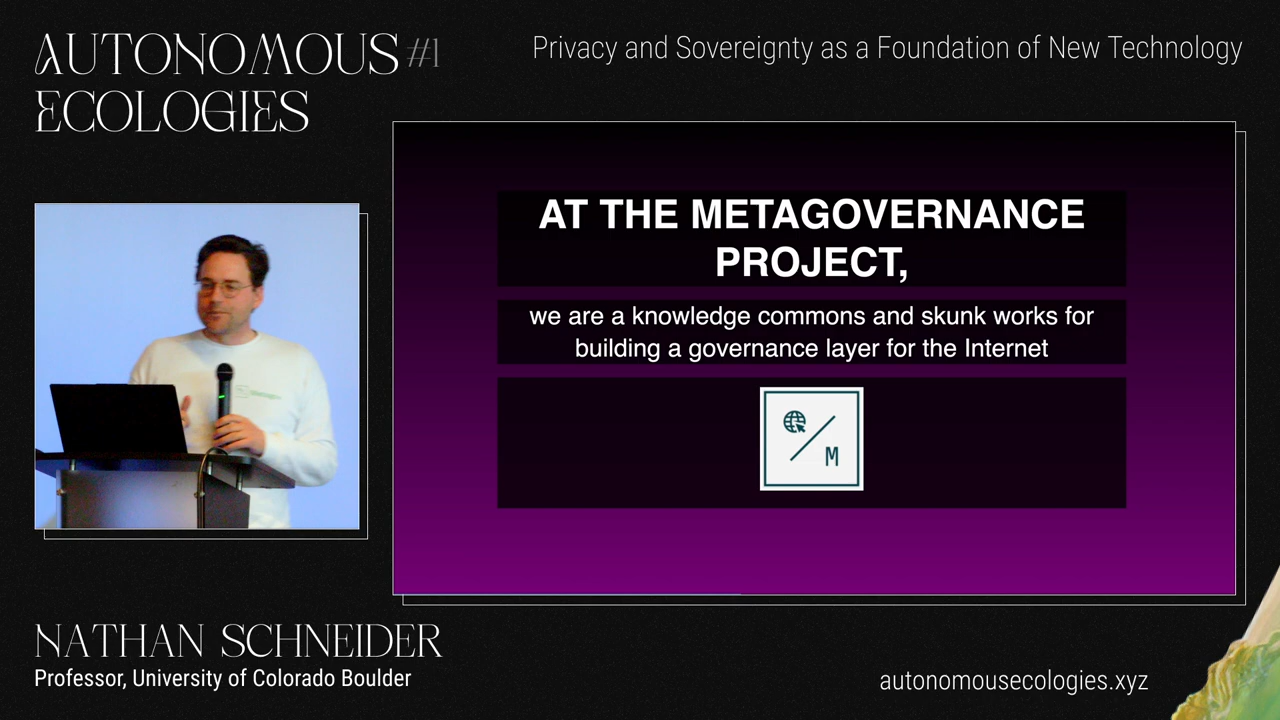 AUTONOMOUS #1
ECOLOGIES
Privacy and Sovereignty as a Foundation of New Technology
AT THE METAGOVERNANCE
PROJECT,
we are a knowledge commons and skunk works for
building a governance layer for the Internet
M
NATHAN SCHNEIDER
Professor, University of Colorado Boulder
autonomousecologies.xyz